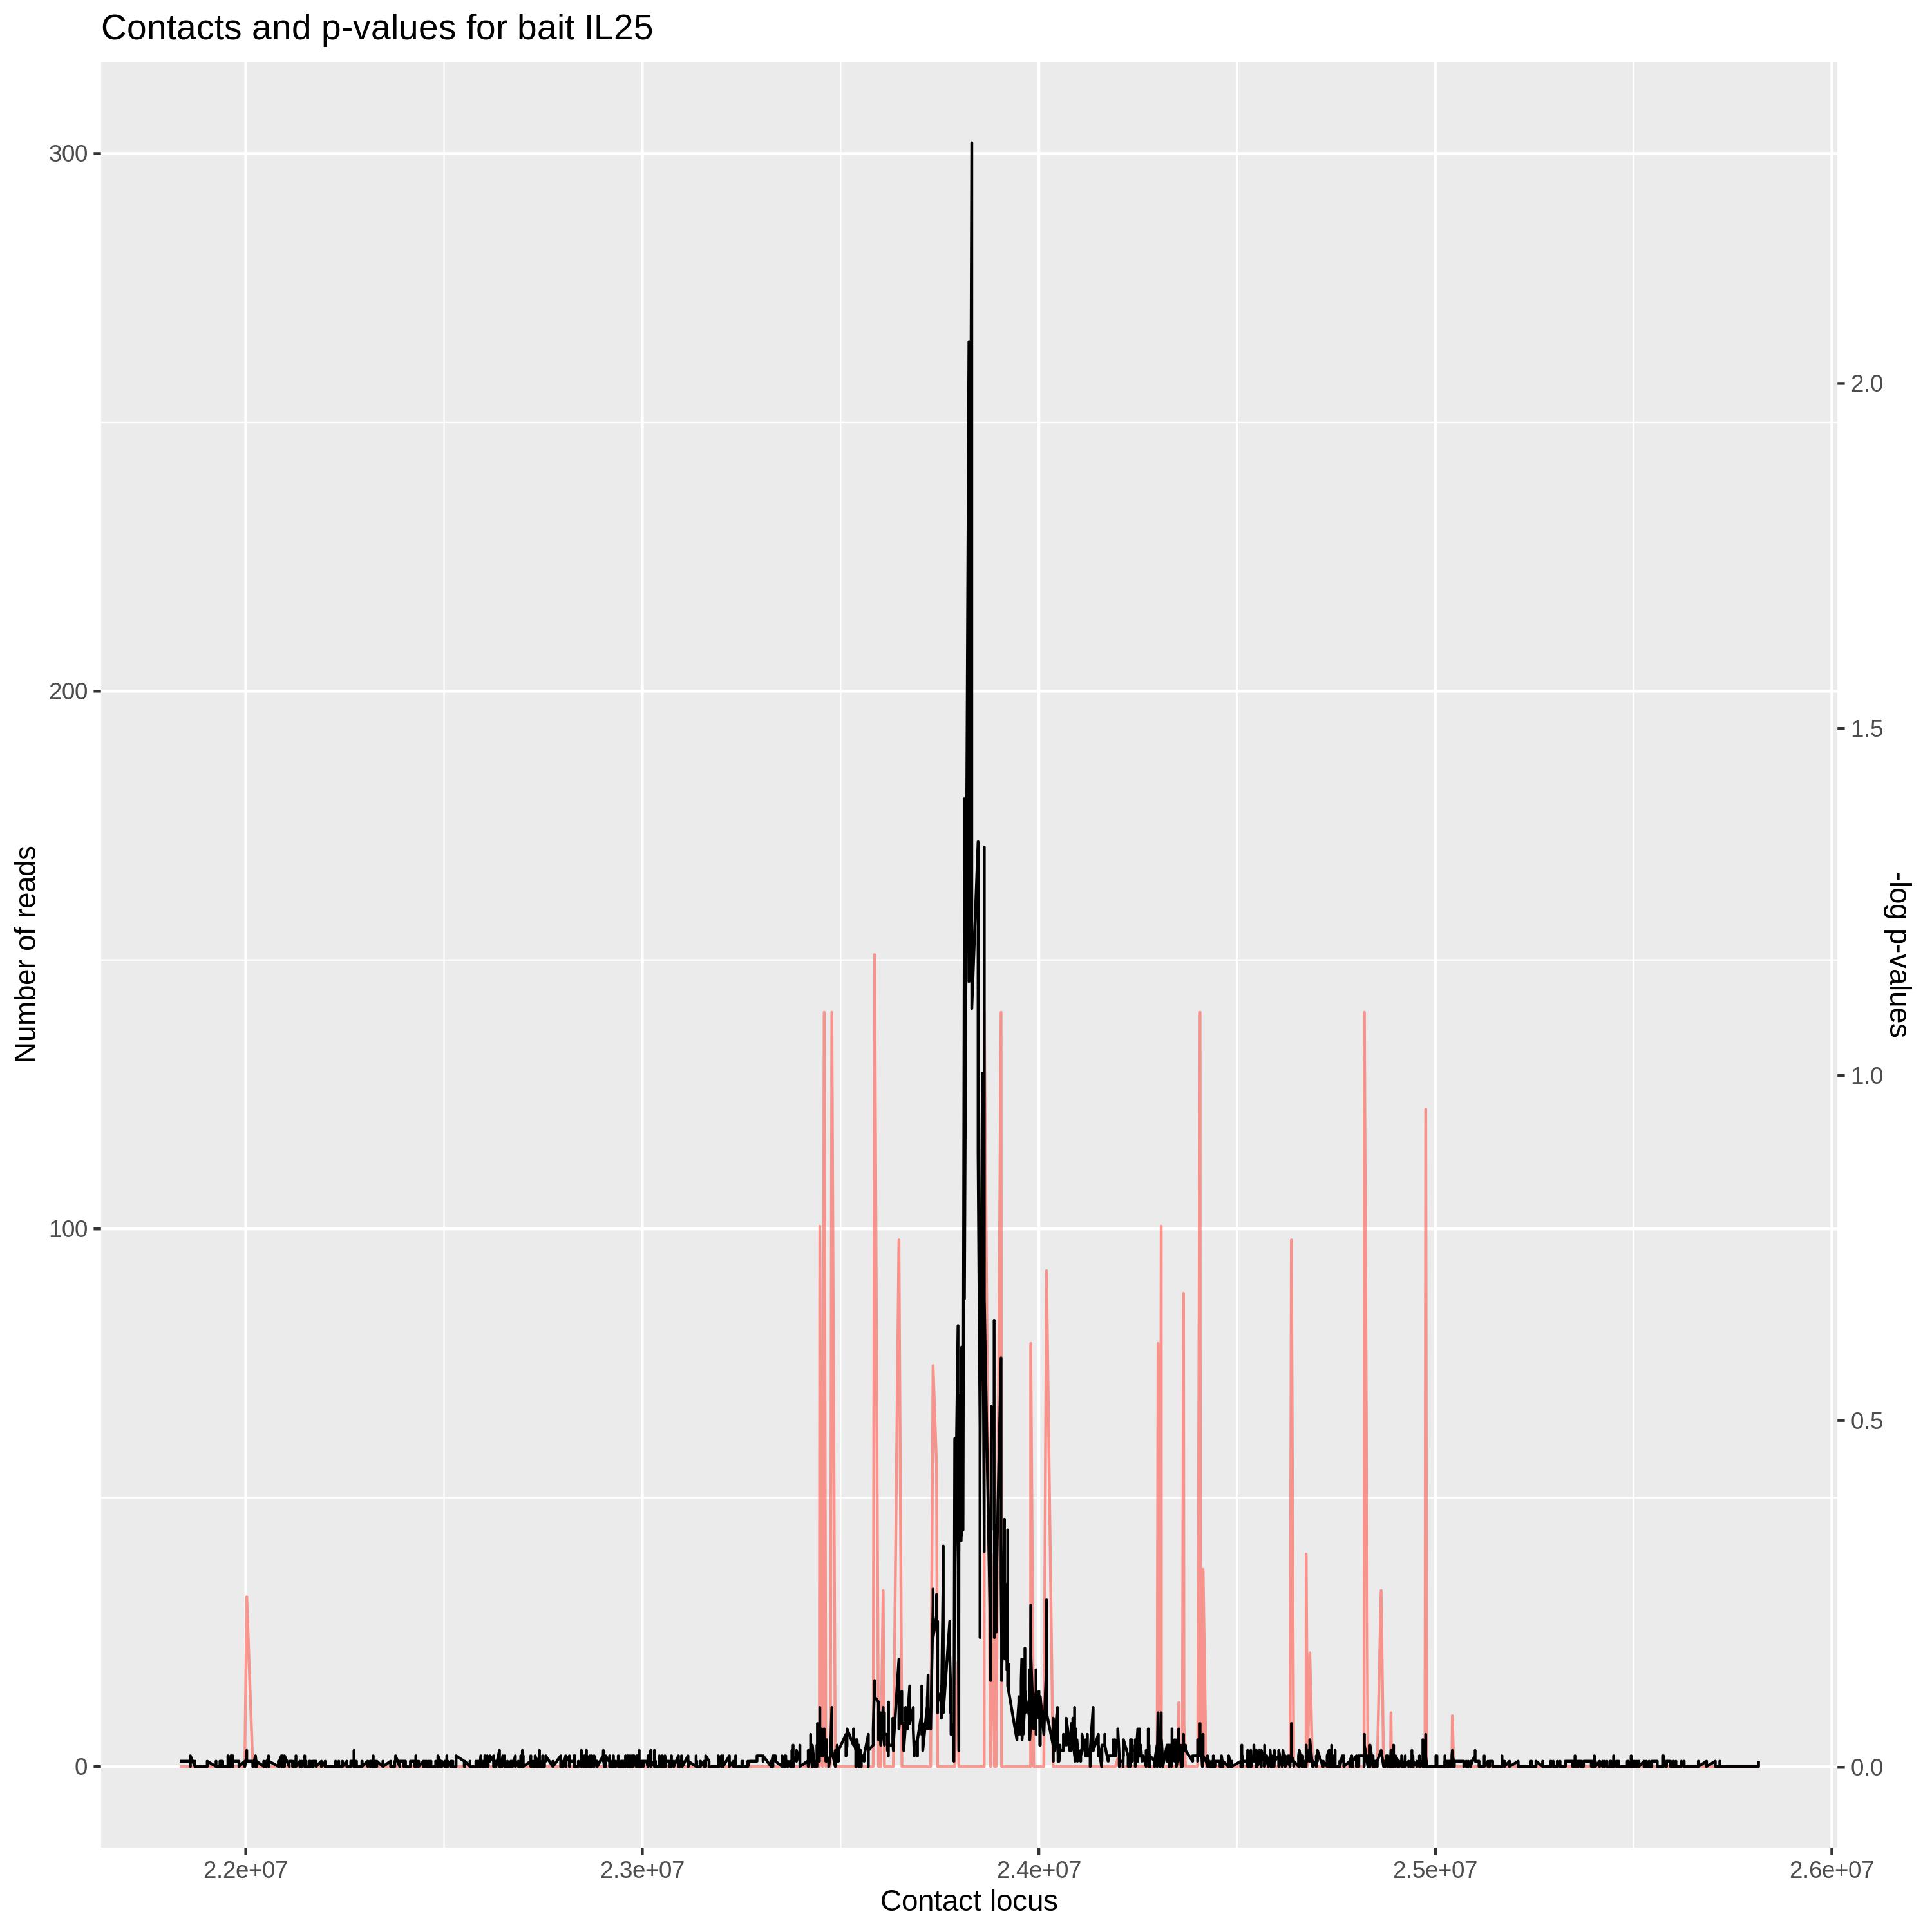 Contacts and p-values for bait IL25
Number of reads
300
200
100
0
2.0
1.5
1.0
0.5
0.0
-log p-values
2.2e+07
2.3e+07
2.4e+07
2.5e+07
2.6e+07
Contact locus